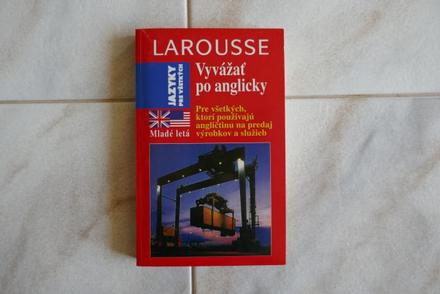 LAROUSSE
JAZYKY
PRE VŠETKÝCH
Vyvážať
po anglicky
Mladé letá
Pre všetkých,
ktorí používajú
angličtinu na predaj
výrobkov a služieb